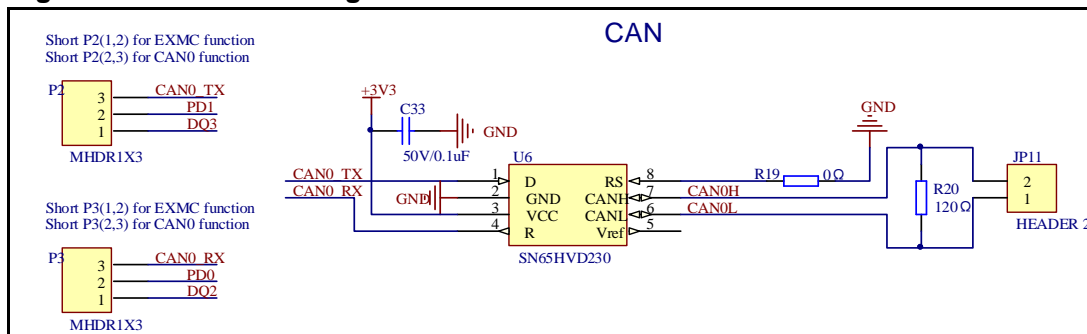 CAN
Short P2(1,2) for EXMC function
Short P2(2,3) for CAN0 function
P2
3 CAN0_TX
2 PD1
1 DQ3
MHDR1X3
Short P3(1,2) for EXMC function
Short P3(2,3) for CAN0 function
P3
3 CAN0_RX
2 PD0
1 DQ2
MHDR1X3
+3V3
C33
GND
50V/0.1uF
U6
CAN0_TX 1 D
CAN0_RX
GND 2 GND
3 VCC
4 R
RS 8
CANH 7 CAN0H
CANL 6 CAN0L
Vref 5
SN65HVD230
R19 0Ω
GND
R20
120Ω
JP11
2
1
HEADER 2